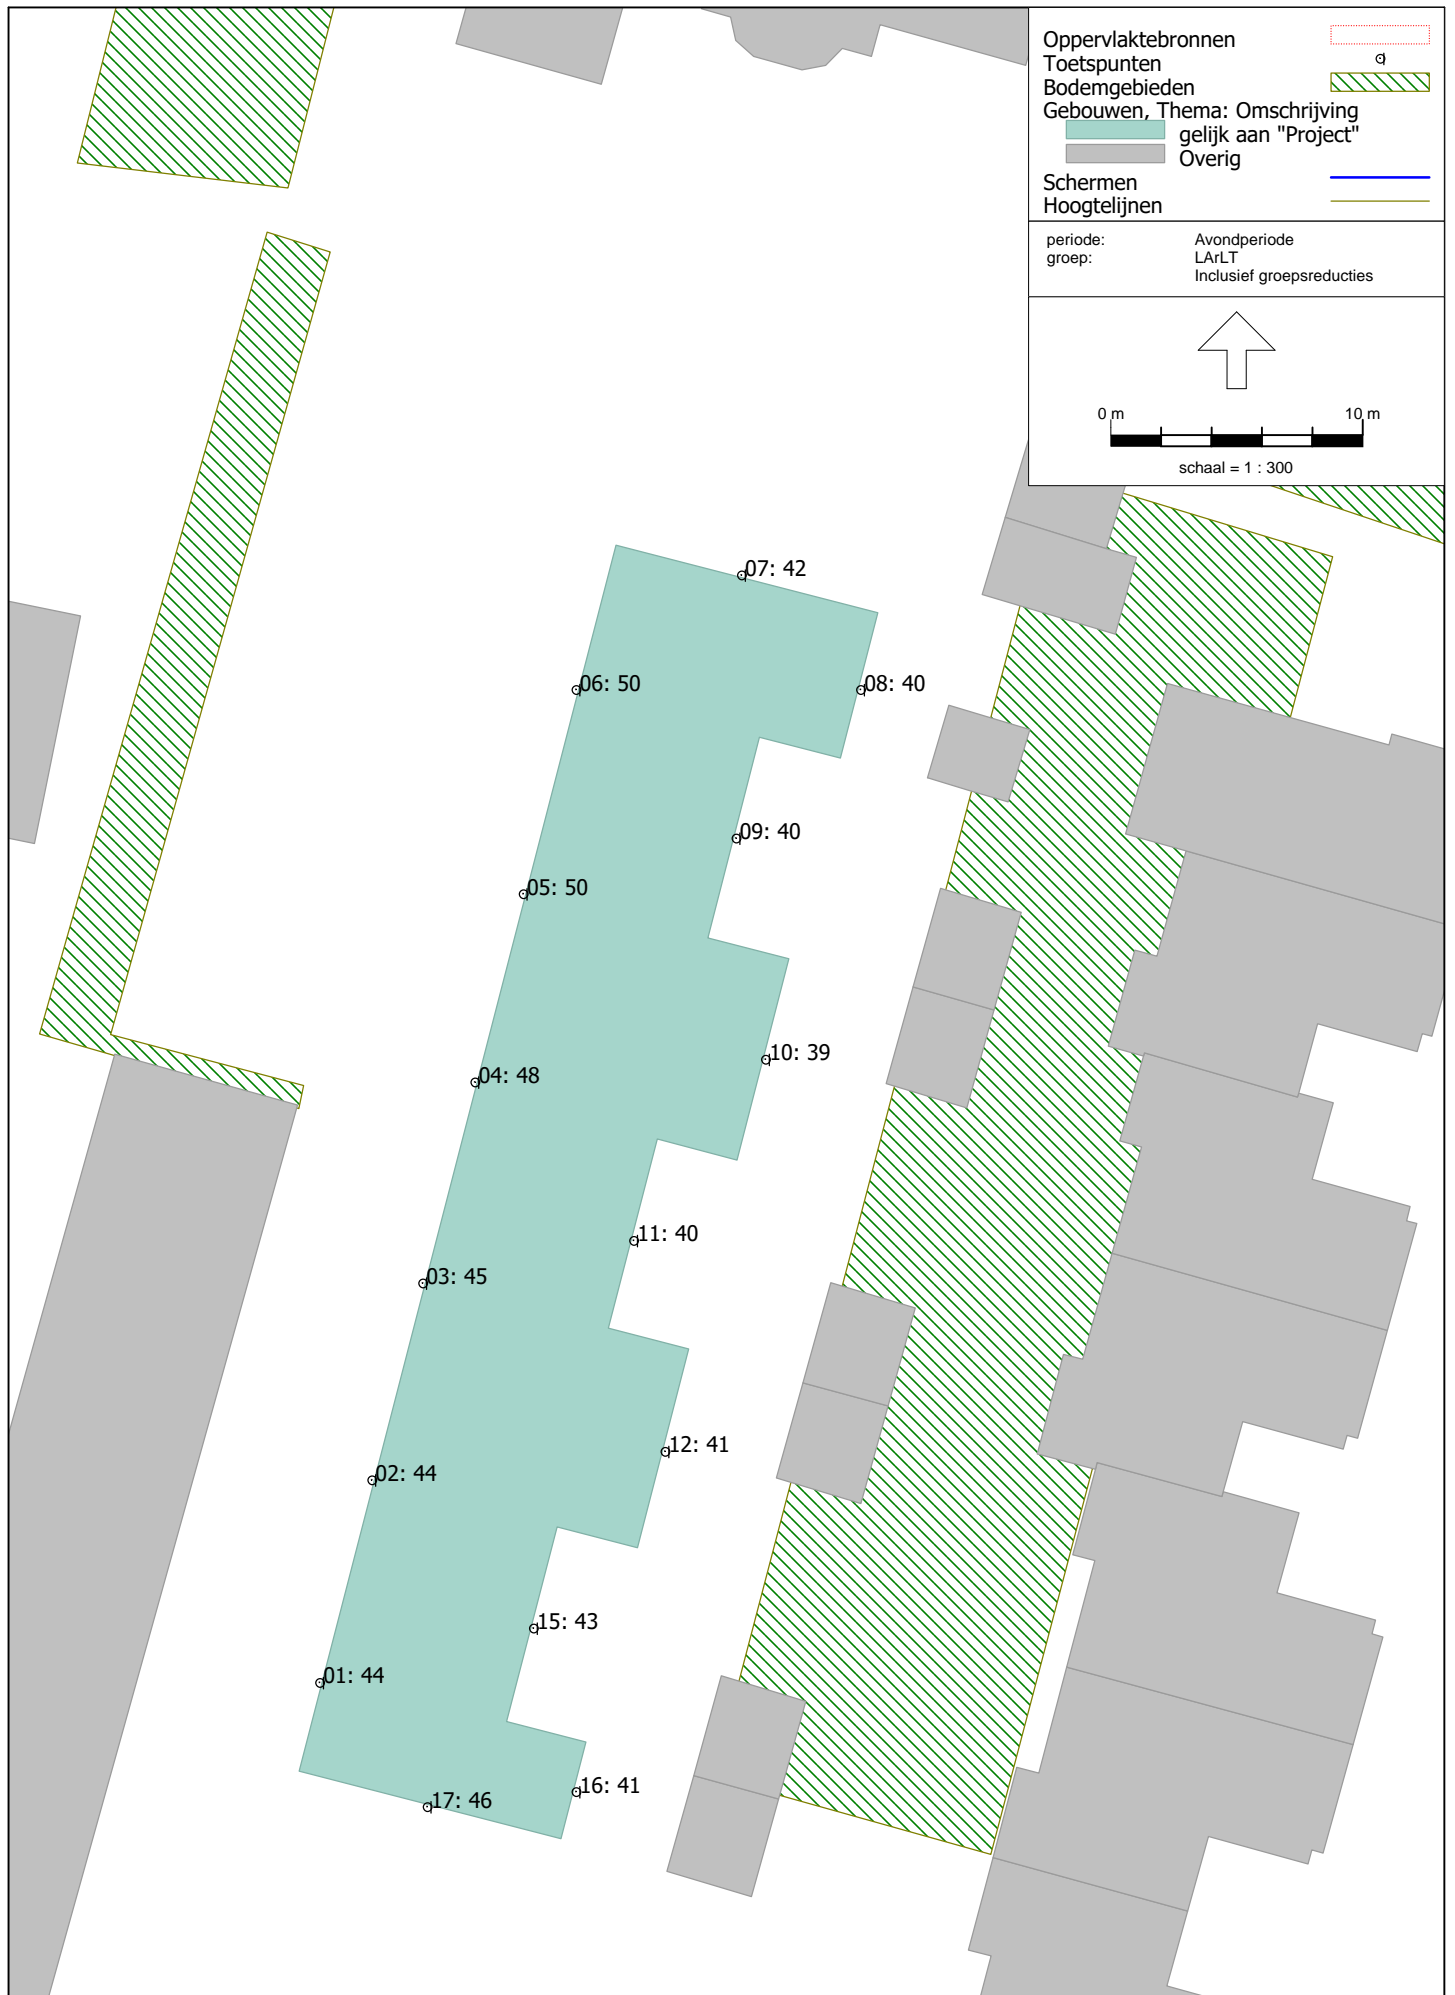 Oppervlaktebronnen
Toetspunten
Bodemgebieden
Gebouwen, Thema: Omschrijving
gelijk aan "Project"
Overig
Schermen
Hoogtelijnen
periode: Avondperiode
groep: LArLT
Inclusief groepsreducties
0 m 10 m
schaal = 1 : 300
07: 42
06: 50
08: 40
09: 40
05: 50
10: 39
04: 48
11: 40
03: 45
12: 41
02: 44
15: 43
01: 44
16: 41
17: 46